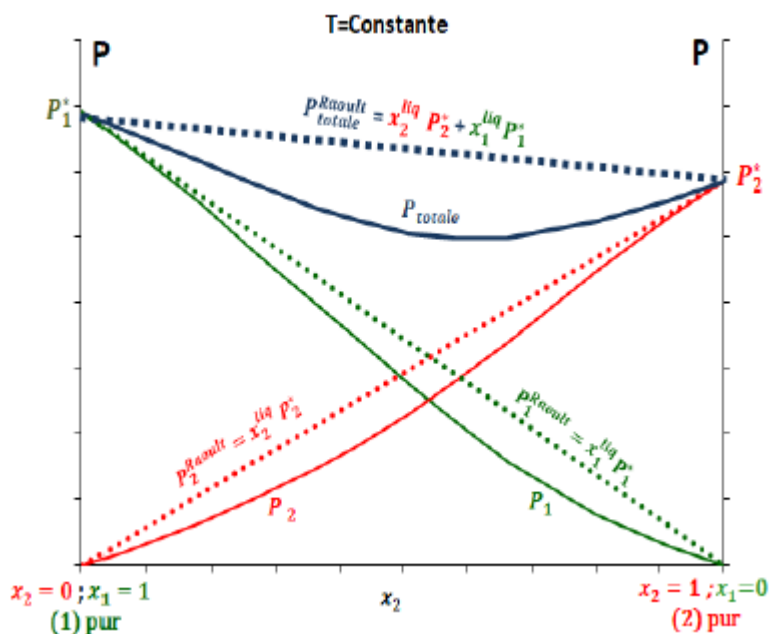 T=Constante
P
P
P₁*
P_totale^Raoult = x₂^liq P₂* + x₁^liq P₁*
P₂*
P_totale
P₂^Raoult = x₂^liq P₂*
P₁^Raoult = x₁^liq P₁*
P₂
P₁
x₂ = 0 ; x₁ = 1
(1) pur
x₂
x₂ = 1 ; x₁=0
(2) pur